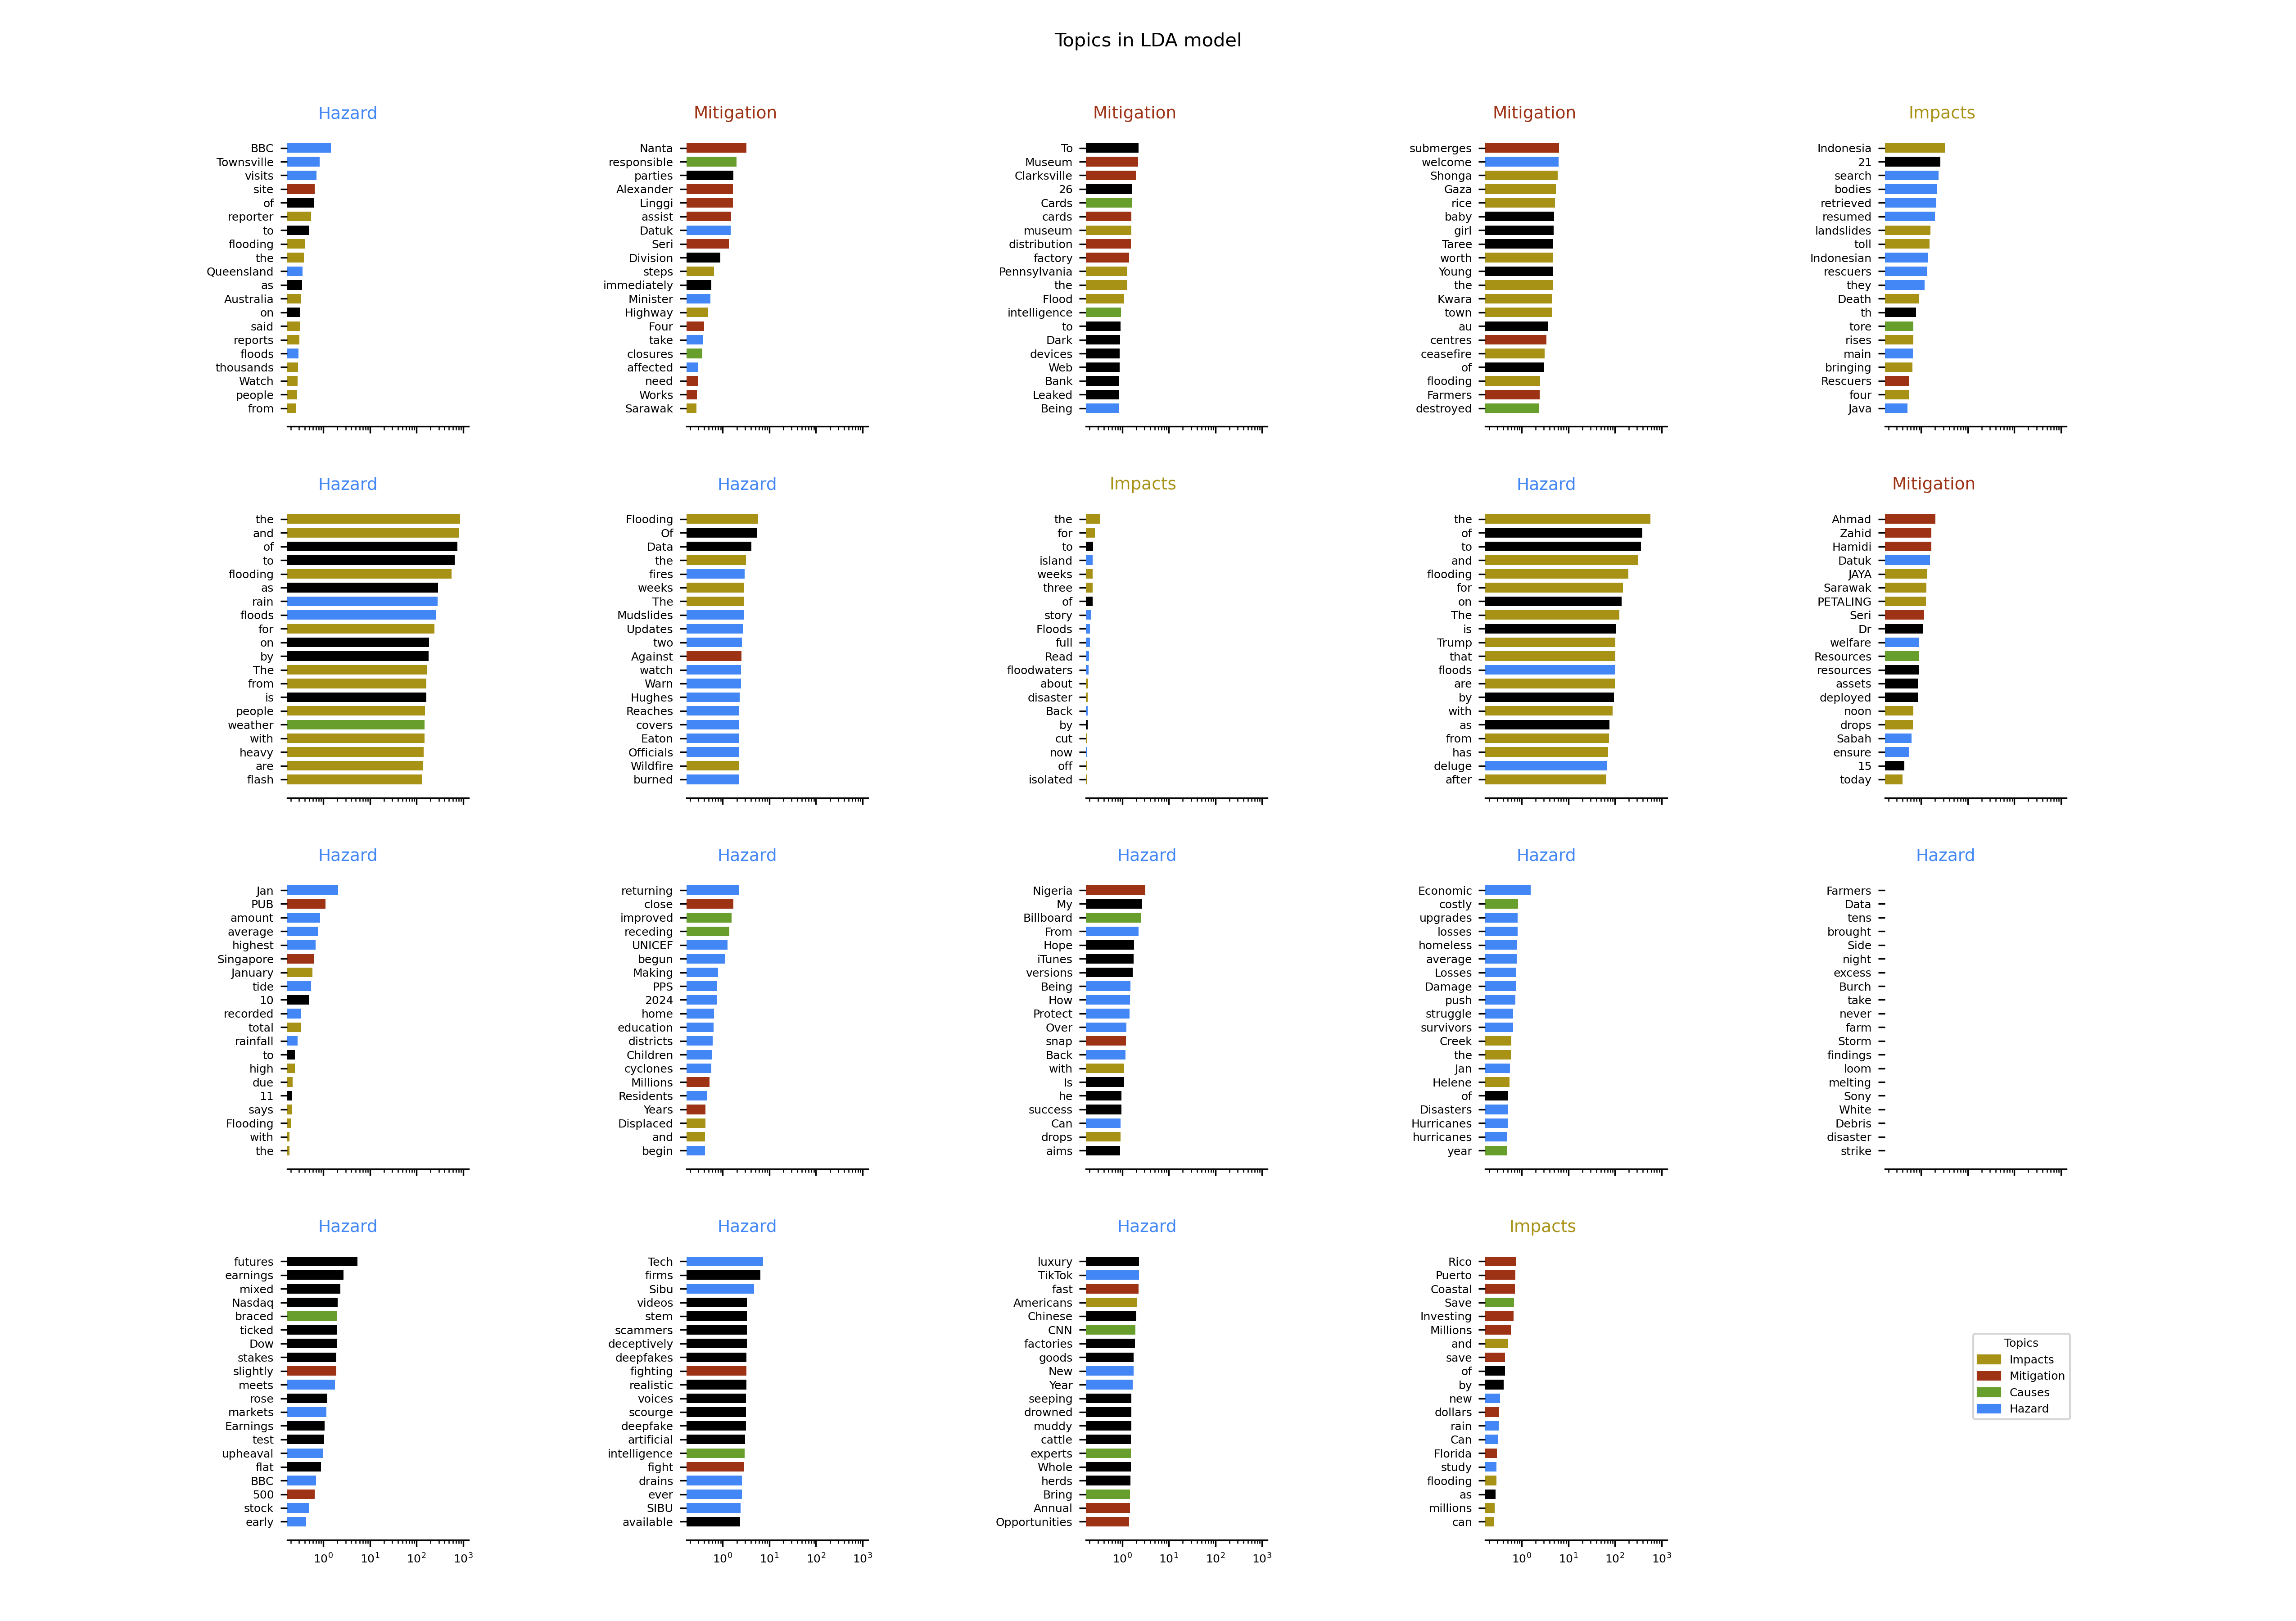 Topics in LDA model
Hazard
BBC
Townsville
visits
site
of
reporter
to
flooding
the
Queensland
as
Australia
on
said
reports
floods
thousands
Watch
people
from
Mitigation
Nanta
responsible
parties
Alexander
Linggi
assist
Datuk
Seri
Division
steps
immediately
Minister
Highway
Four
take
closures
affected
need
Works
Sarawak
Mitigation
To
Museum
Clarksville
26
Cards
cards
museum
distribution
factory
Pennsylvania
the
Flood
intelligence
to
Dark
devices
Web
Bank
Leaked
Being
Mitigation
submerges
welcome
Shonga
Gaza
rice
baby
girl
Taree
worth
Young
the
Kwara
town
au
centres
ceasefire
of
flooding
Farmers
destroyed
Impacts
Indonesia
21
search
bodies
retrieved
resumed
landslides
toll
Indonesian
rescuers
they
Death
th
tore
rises
main
bringing
Rescuers
four
Java
Hazard
the
and
of
to
flooding
as
rain
floods
for
on
by
The
from
is
people
weather
with
heavy
are
flash
Hazard
Flooding
Of
Data
the
fires
weeks
The
Mudslides
Updates
two
Against
watch
Warn
Hughes
Reaches
covers
Eaton
Officials
Wildfire
burned
Impacts
the
for
to
island
weeks
three
of
story
Floods
full
Read
floodwaters
about
disaster
Back
by
cut
now
off
isolated
Hazard
the
of
to
and
flooding
for
on
The
is
Trump
that
floods
are
by
with
as
from
has
deluge
after
Mitigation
Ahmad
Zahid
Hamidi
Datuk
JAYA
Sarawak
PETALING
Seri
Dr
welfare
Resources
resources
assets
deployed
noon
drops
Sabah
ensure
15
today
Hazard
Jan
PUB
amount
average
highest
Singapore
January
tide
10
recorded
total
rainfall
to
high
due
11
says
Flooding
with
the
Hazard
returning
close
improved
receding
UNICEF
begun
Making
PPS
2024
home
education
districts
Children
cyclones
Millions
Residents
Years
Displaced
and
begin
Hazard
Nigeria
My
Billboard
From
Hope
iTunes
versions
Being
How
Protect
Over
snap
Back
with
Is
he
success
Can
drops
aims
Hazard
Economic
costly
upgrades
losses
homeless
average
Losses
Damage
push
struggle
survivors
Creek
the
Jan
Helene
of
Disasters
Hurricanes
hurricanes
year
Hazard
Farmers
Data
tens
brought
Side
night
excess
Burch
take
never
farm
Storm
findings
loom
melting
Sony
White
Debris
disaster
strike
Hazard
futures
earnings
mixed
Nasdaq
braced
ticked
Dow
stakes
slightly
meets
rose
markets
Earnings
test
upheaval
flat
BBC
500
stock
early
10⁰ 10¹ 10² 10³
Hazard
Tech
firms
Sibu
videos
stem
scammers
deceptively
deepfakes
fighting
realistic
voices
scourge
deepfake
artificial
intelligence
fight
drains
ever
SIBU
available
10⁰ 10¹ 10² 10³
Hazard
luxury
TikTok
fast
Americans
Chinese
CNN
factories
goods
New
Year
seeping
drowned
muddy
cattle
experts
Whole
herds
Bring
Annual
Opportunities
10⁰ 10¹ 10² 10³
Impacts
Rico
Puerto
Coastal
Save
Investing
Millions
and
save
of
by
new
dollars
rain
Can
Florida
study
flooding
as
millions
can
10⁰ 10¹ 10² 10³
Topics
Impacts
Mitigation
Causes
Hazard